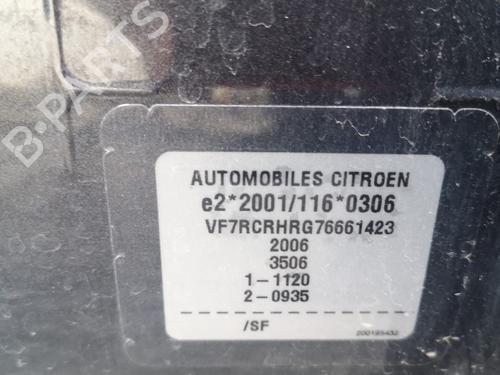 B-PARTS
AUTOMOBILES CITROEN
e2*2001/116*0306
VF7RCRHRG76661423
2006
3506
1-1120
2-0935
/SF
200195432